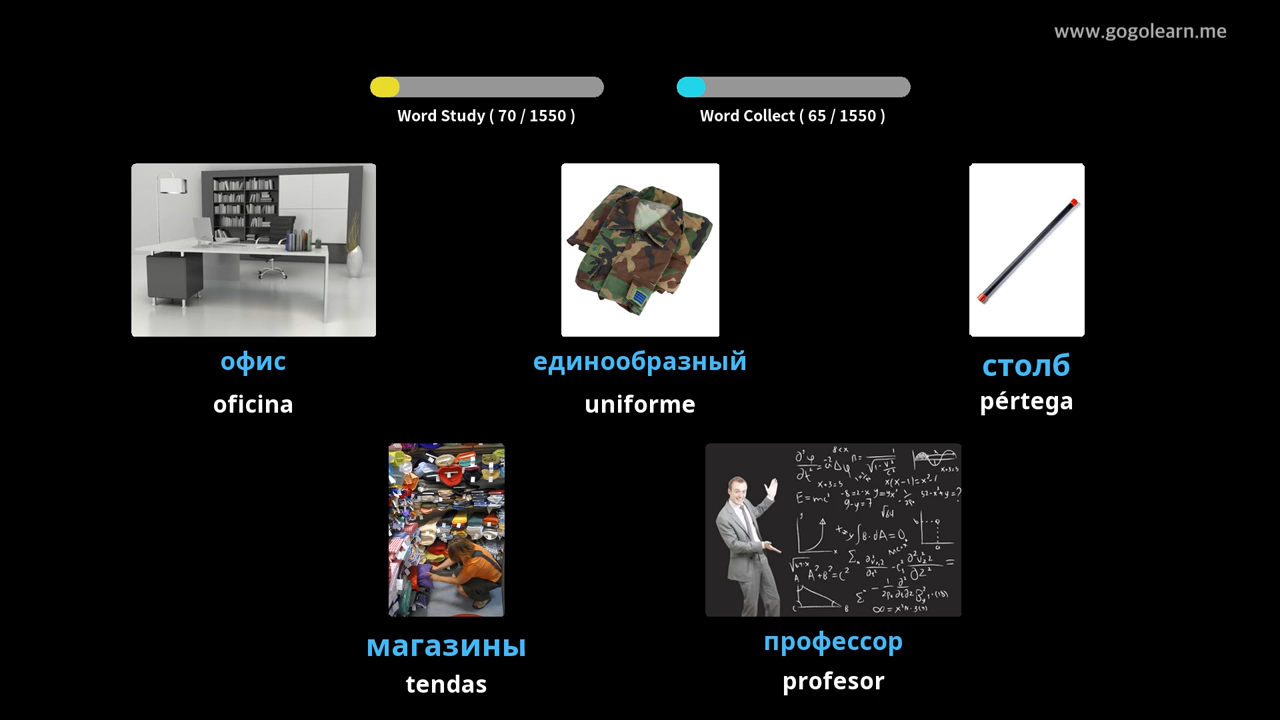 www.gogolearn.me
Word Study ( 70 / 1550 )
Word Collect ( 65 / 1550 )
офис
единообразный
столб
oficina
uniforme
pértega
магазины
профессор
tendas
profesor